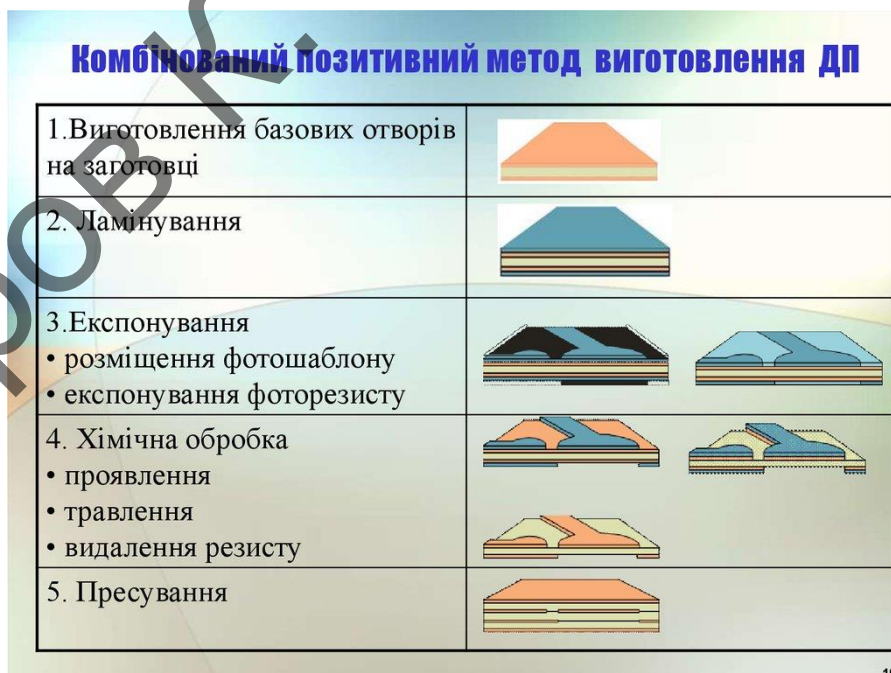 Комбінований позитивний метод виготовлення ДП
1.Виготовлення базових отворів
на заготовці
2. Ламінування
3.Експонування
• розміщення фотошаблону
• експонування фоторезисту
4. Хімічна обробка
• проявлення
• травлення
• видалення резисту
5. Пресування
РОВ К.